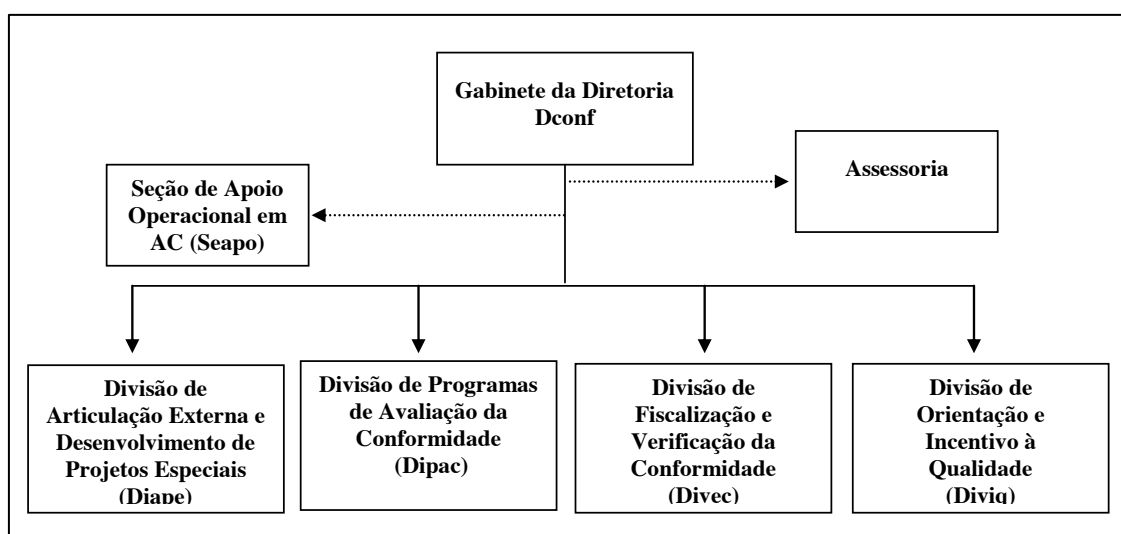 Gabinete da Diretoria
Dconf
Assessoria
Seção de Apoio
Operacional em
AC (Seapo)
Divisão de
Articulação Externa e
Desenvolvimento de
Projetos Especiais
(Diape)
Divisão de Programas
de Avaliação da
Conformidade
(Dipac)
Divisão de
Fiscalização e
Verificação da
Conformidade
(Divec)
Divisão de
Orientação e
Incentivo à
Qualidade
(Diviq)